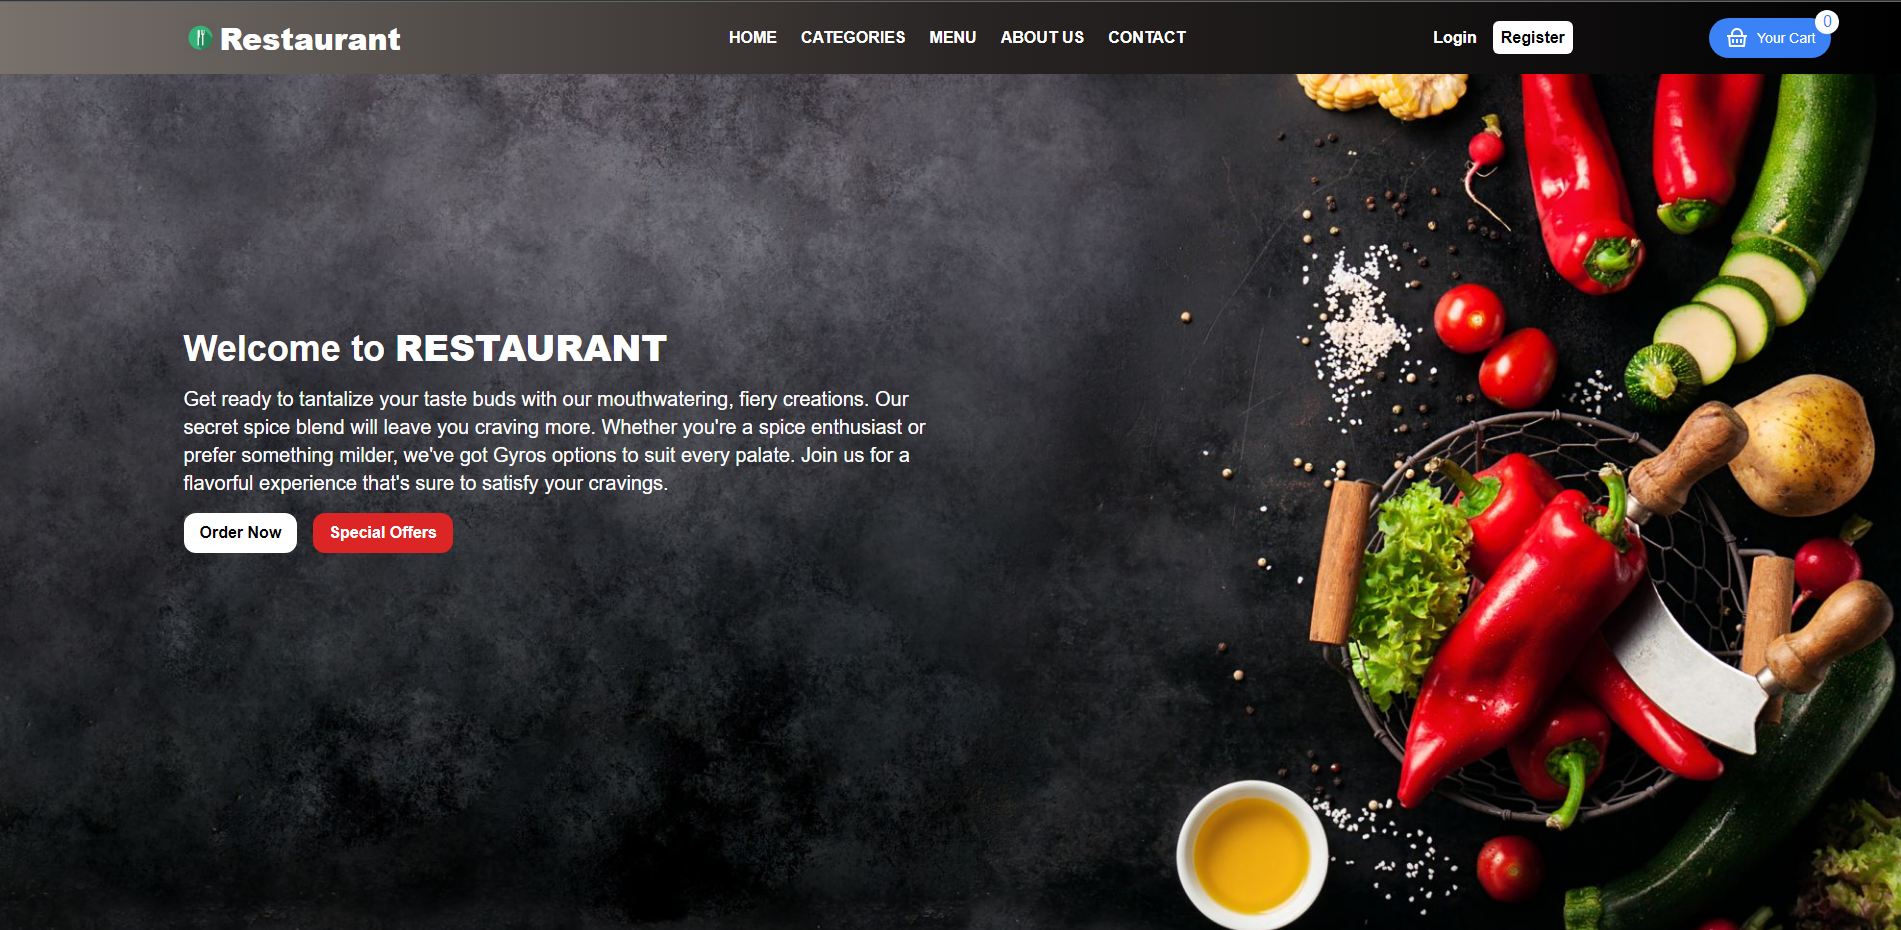 Restaurant
HOME CATEGORIES MENU ABOUT US CONTACT
Login Register
Your Cart 0
Welcome to RESTAURANT
Get ready to tantalize your taste buds with our mouthwatering, fiery creations. Our
secret spice blend will leave you craving more. Whether you're a spice enthusiast or
prefer something milder, we've got Gyros options to suit every palate. Join us for a
flavorful experience that's sure to satisfy your cravings.
Order Now Special Offers